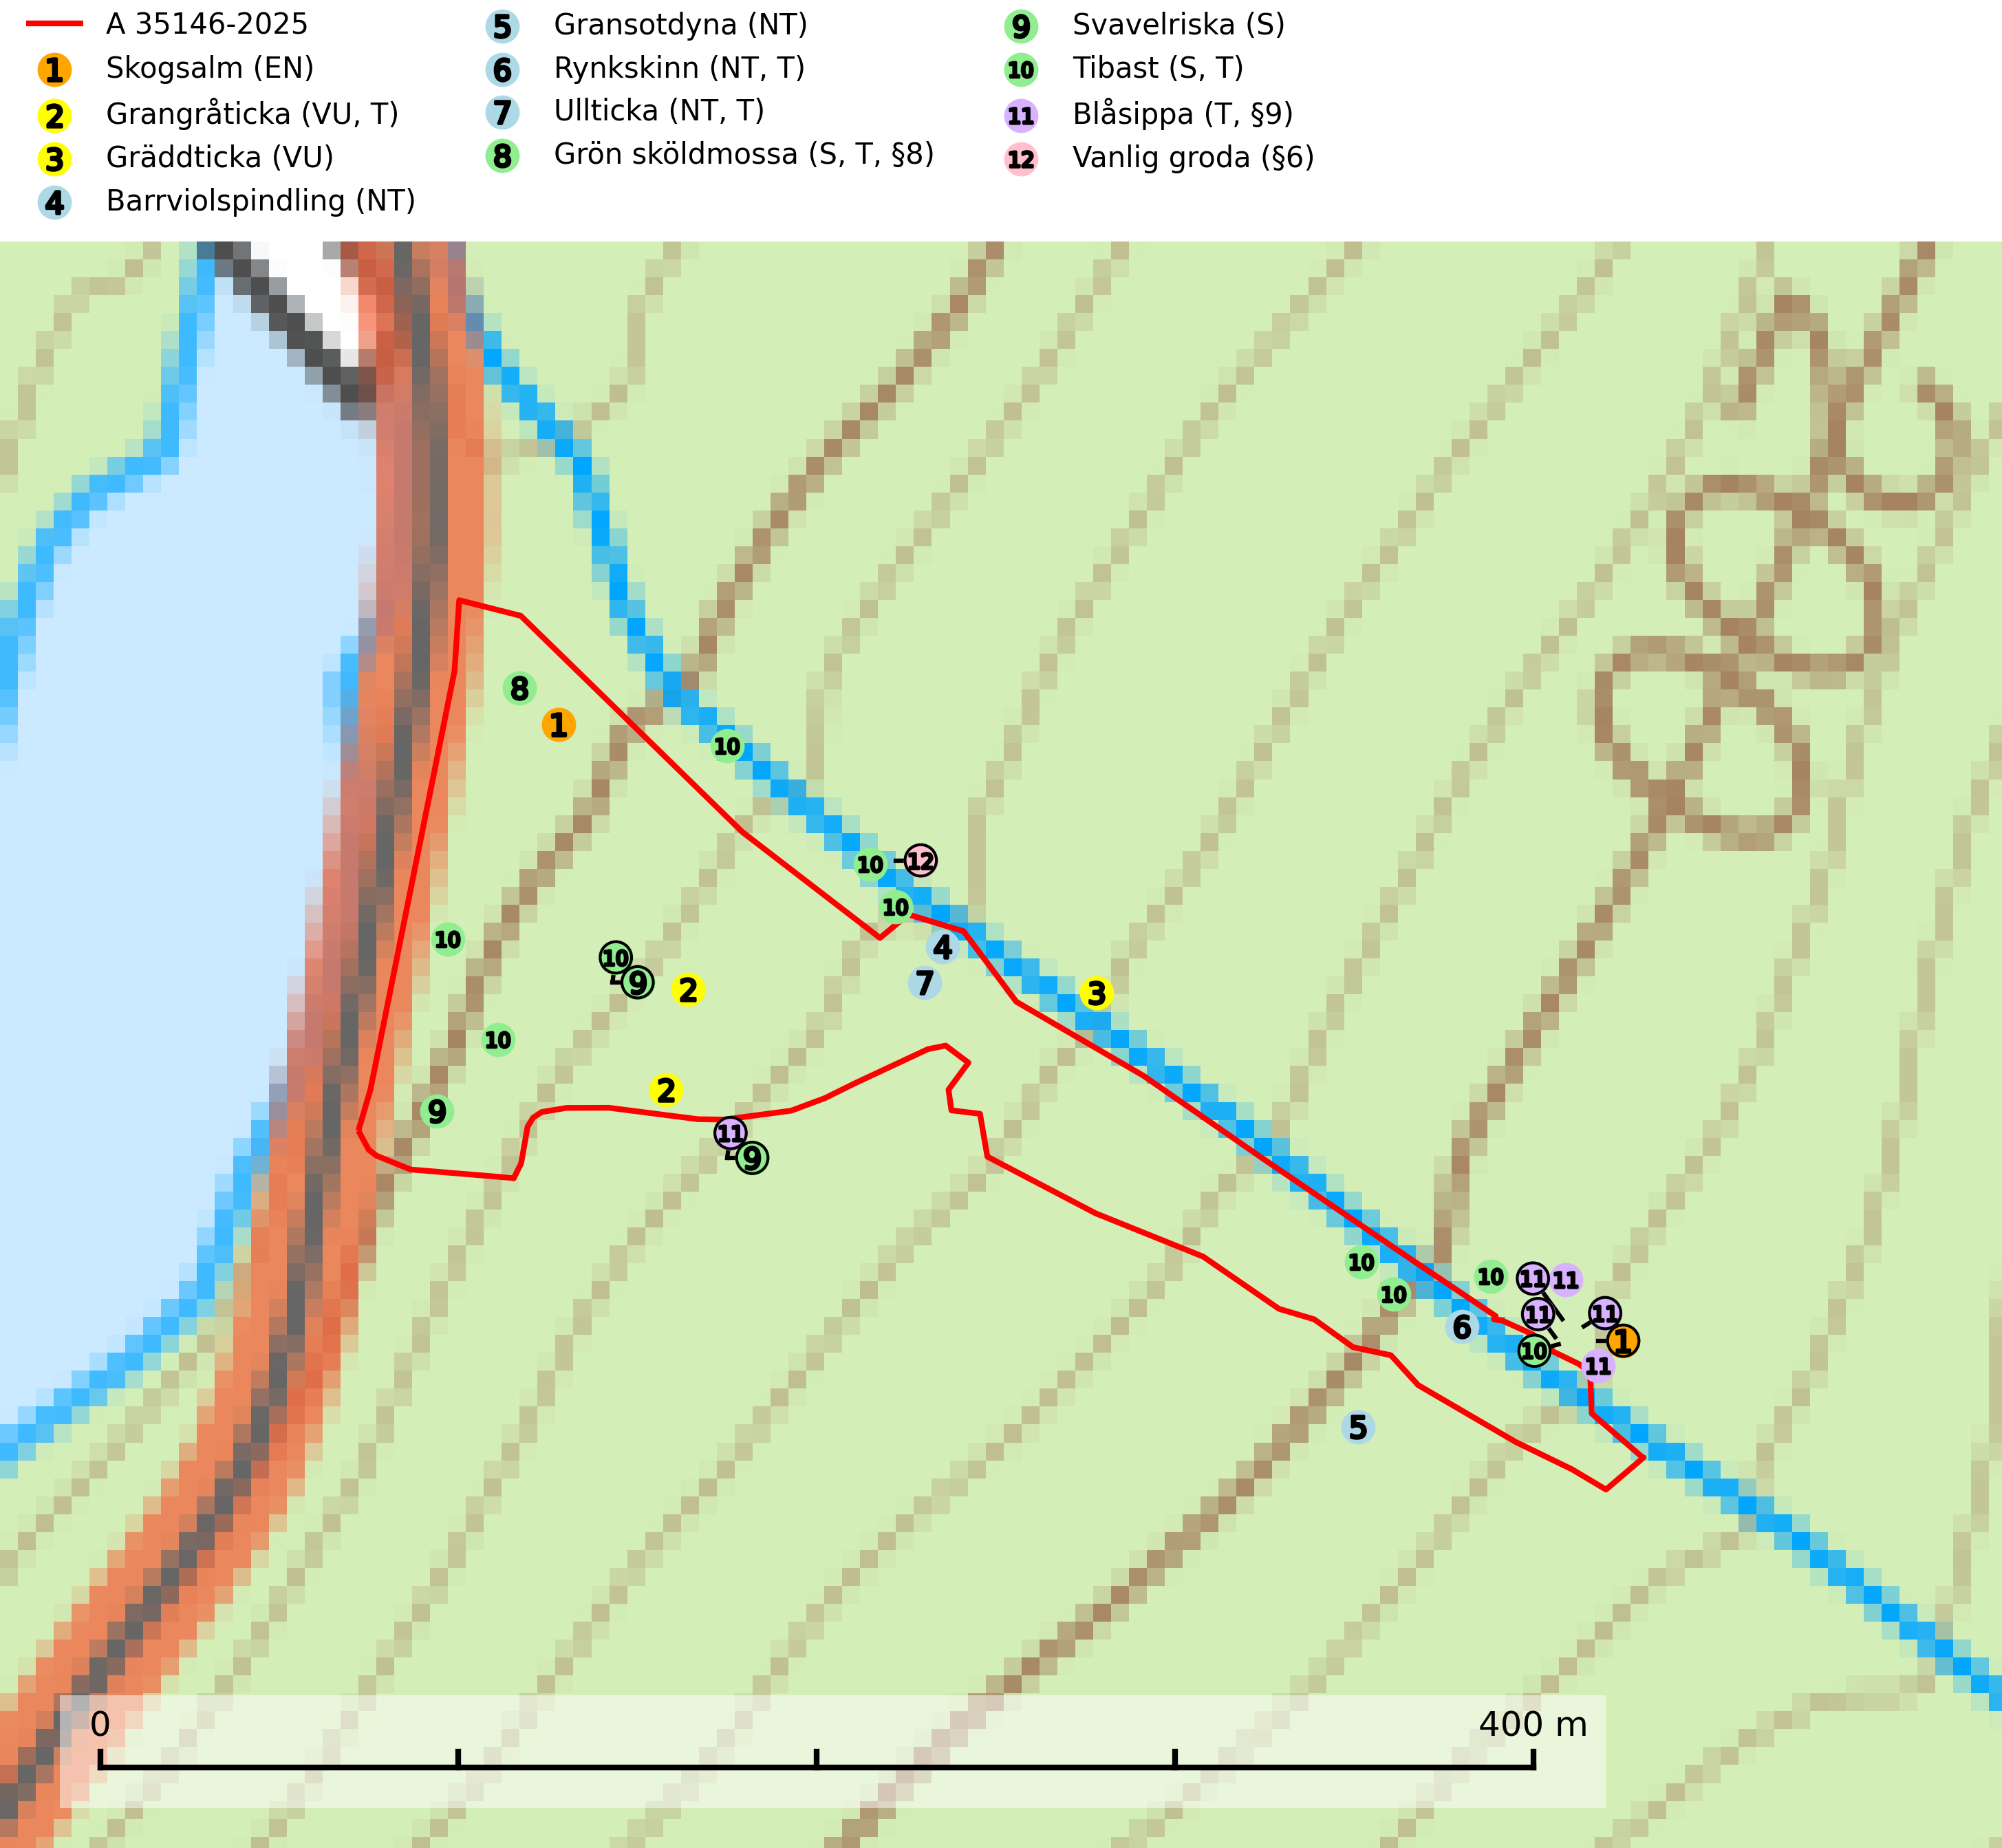 A 35146-2025
1 Skogsalm (EN)
2 Grangråticka (VU, T)
3 Gräddticka (VU)
4 Barrviolspindling (NT)
5 Gransotdyna (NT)
6 Rynkskinn (NT, T)
7 Ullticka (NT, T)
8 Grön sköldmossa (S, T, §8)
9 Svavelriska (S)
10 Tibast (S, T)
11 Blåsippa (T, §9)
12 Vanlig groda (§6)
8
1
10
10 12
10
10
4
10
9 2
7
3
10
2
9
11
9
10
10
10 11 11
11 11
6
1
10
11
5
0 400 m